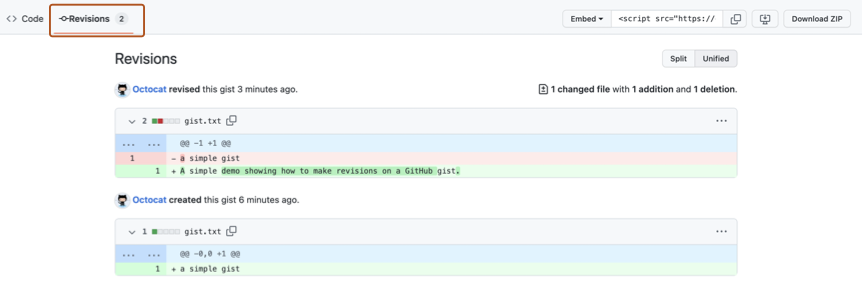 <> Code Revisions 2 Embed <script src="https:// Download ZIP
Revisions Split Unified
Octocat revised this gist 3 minutes ago. 1 changed file with 1 addition and 1 deletion.
2 gist.txt ...
... ... @@ -1 +1 @@
1 - a simple gist
1 + A simple demo showing how to make revisions on a GitHub gist.
Octocat created this gist 6 minutes ago.
1 gist.txt ...
... ... @@ -0,0 +1 @@
1 + a simple gist